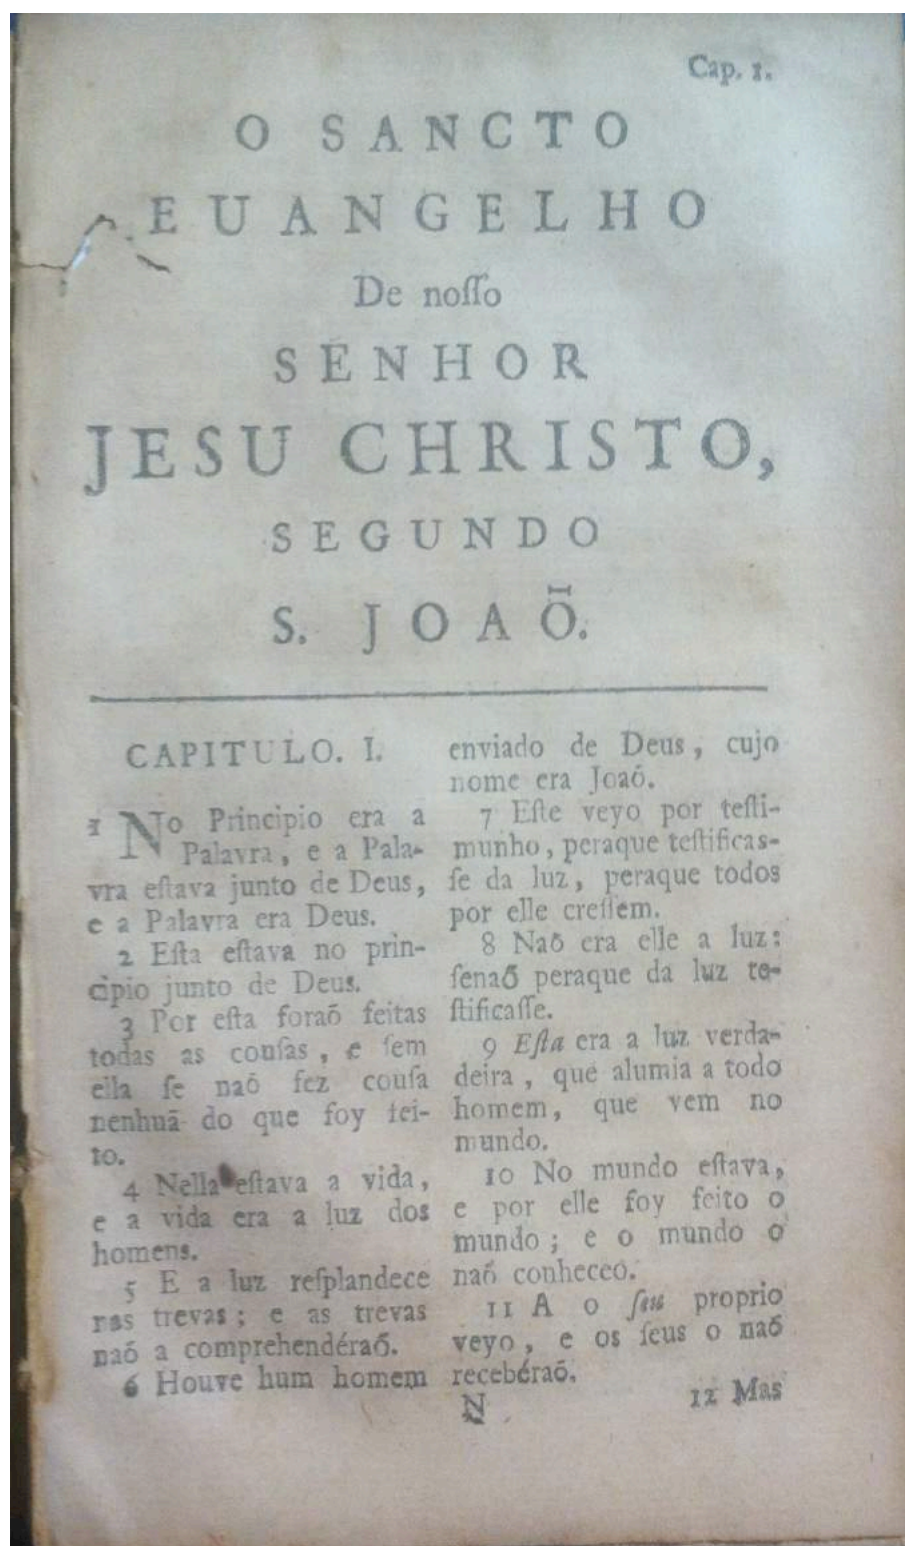 Cap. 1.
O SANCTO
EUANGELHO
De noſſo
SENHOR
JESU CHRISTO,
SEGUNDO
S. JOAÕ.
CAPITULO. I.
1 No Principio era a
Palavra, e a Pala-
vra eſtava junto de Deus,
e a Palavra era Deus.
2 Eſta eſtava no prin-
cipio junto de Deus.
3 Por eſta foraõ feitas
todas as couſas, e ſem
ella ſe naõ fez couſa
nenhuã do que foy fei-
to.
4 Nella eſtava a vida,
e a vida era a luz dos
homens.
5 E a luz reſplandece
nas trevas; e as trevas
naõ a comprehendéraõ.
6 Houve hum homem
enviado de Deus, cujo
nome era Joaõ.
7 Eſte veyo por teſti-
munho, peraque teſtificas-
ſe da luz, peraque todos
por elle creſſem.
8 Naõ era elle a luz:
ſenaõ peraque da luz te-
ſtificaſſe.
9 Eſta era a luz verda-
deira, que alumia a todo
homem, que vem no
mundo.
10 No mundo eſtava,
e por elle foy feito o
mundo; e o mundo o
naõ conheceo.
11 A o ſeu proprio
veyo, e os ſeus o naõ
recebéraõ.
N
12 Mas